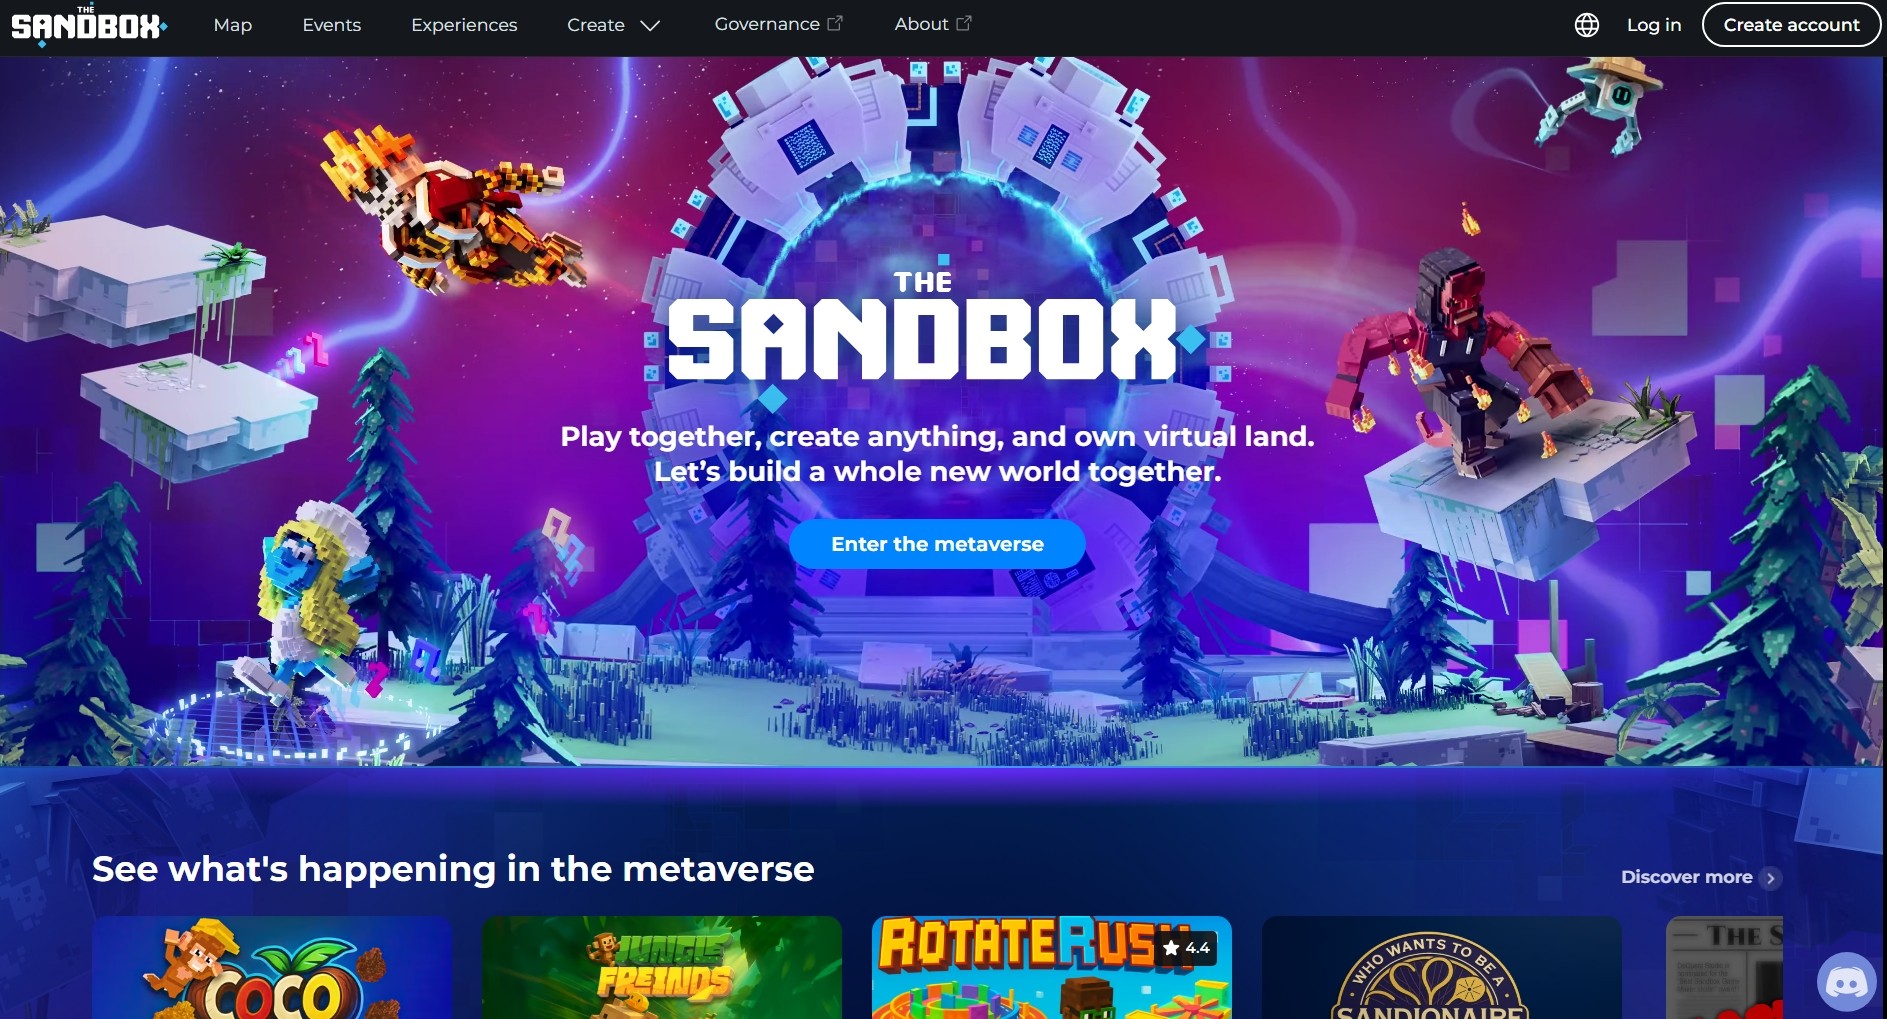 THE
SANDBOX
Map
Events
Experiences
Create
Governance
About
Log in
Create account
THE
SANDBOX
Play together, create anything, and own virtual land.
Let's build a whole new world together.
Enter the metaverse
See what's happening in the metaverse
Discover more
COCO
JUNGLE
FREINDS
ROTATE RUSH
4.4
WHO WANTS TO BE A
SANDIONAIRE
THE S